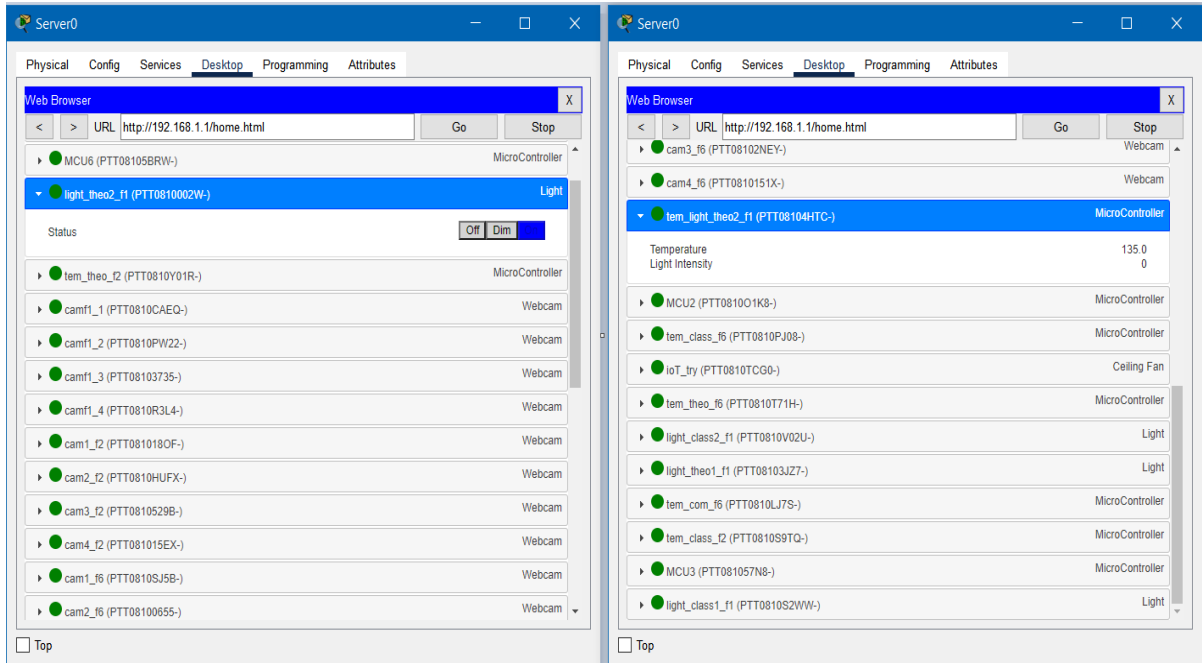 Server0
Physical Config Services Desktop Programming Attributes
Web Browser X
< > URL http://192.168.1.1/home.html Go Stop
MCU6 (PTT08105BRW-) MicroController
light_theo2_f1 (PTT0810002W-) Light
Status Off Dim
tem_theo_f2 (PTT0810Y01R-) MicroController
camf1_1 (PTT0810CAEQ-) Webcam
camf1_2 (PTT0810PW22-) Webcam
camf1_3 (PTT08103735-) Webcam
camf1_4 (PTT0810R3L4-) Webcam
cam1_f2 (PTT081018OF-) Webcam
cam2_f2 (PTT0810HUFX-) Webcam
cam3_f2 (PTT0810529B-) Webcam
cam4_f2 (PTT081015EX-) Webcam
cam1_f6 (PTT0810SJ5B-) Webcam
cam2_f6 (PTT08100655-) Webcam
Top
Server0
Physical Config Services Desktop Programming Attributes
Web Browser X
< > URL http://192.168.1.1/home.html Go Stop
cam3_f6 (PTT08102NEY-) Webcam
cam4_f6 (PTT0810151X-) Webcam
tem_light_theo2_f1 (PTT08104HTC-) MicroController
Temperature 135.0
Light Intensity 0
MCU2 (PTT0810O1K8-) MicroController
tem_class_f6 (PTT0810PJ08-) MicroController
ioT_try (PTT0810TCG0-) Ceiling Fan
tem_theo_f6 (PTT0810T71H-) MicroController
light_class2_f1 (PTT0810V02U-) Light
light_theo1_f1 (PTT08103JZ7-) Light
tem_com_f6 (PTT0810LJ7S-) MicroController
tem_class_f2 (PTT0810S9TQ-) MicroController
MCU3 (PTT081057N8-) MicroController
light_class1_f1 (PTT0810S2WW-) Light
Top